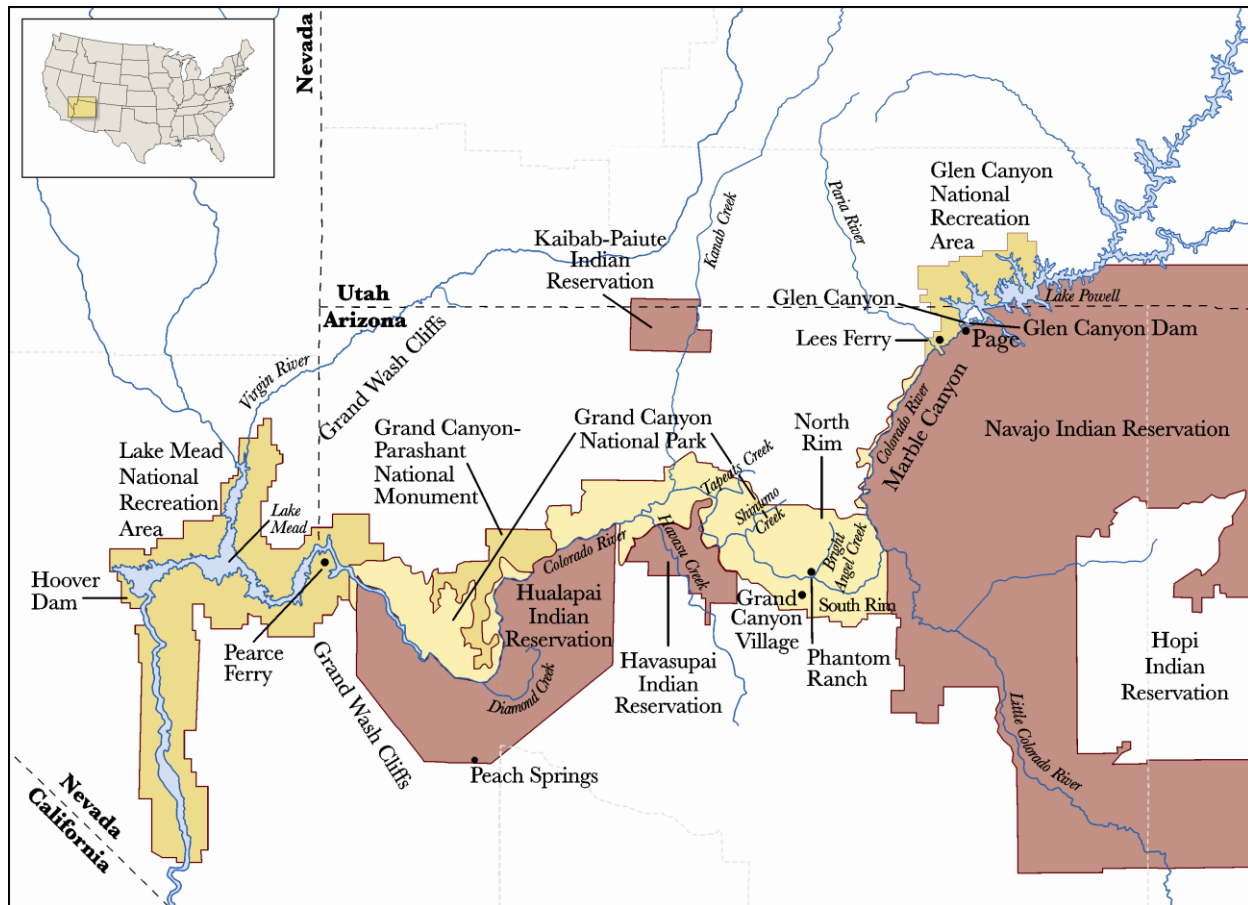 Nevada
Glen Canyon
National
Recreation
Area
Paria River
Kanab Creek
Kaibab-Paiute
Indian
Reservation
Utah
Arizona
Glen Canyon
Lake Powell
Glen Canyon Dam
Lees Ferry
Page
Virgin River
Grand Wash Cliffs
Colorado River
Marble Canyon
Navajo Indian Reservation
Grand Canyon-
Parashant
National
Monument
Grand Canyon
National Park
North
Rim
Lake Mead
National
Recreation
Area
Lake
Mead
Tapeats Creek
Shinumo
Creek
Havasu Creek
Bright
Angel Creek
Colorado River
Hoover
Dam
Hualapai
Indian
Reservation
South Rim
Grand
Canyon
Village
Pearce
Ferry
Grand Wash Cliffs
Diamond Creek
Havasupai
Indian
Reservation
Phantom
Ranch
Hopi
Indian
Reservation
Little Colorado River
Peach Springs
Nevada
California